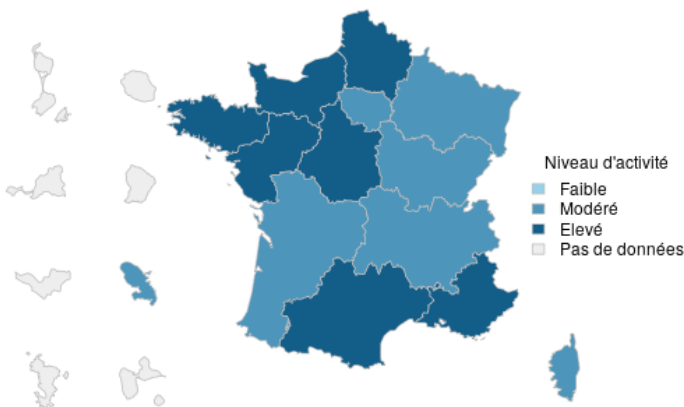 Niveau d'activité
Faible
Modéré
Elevé
Pas de données